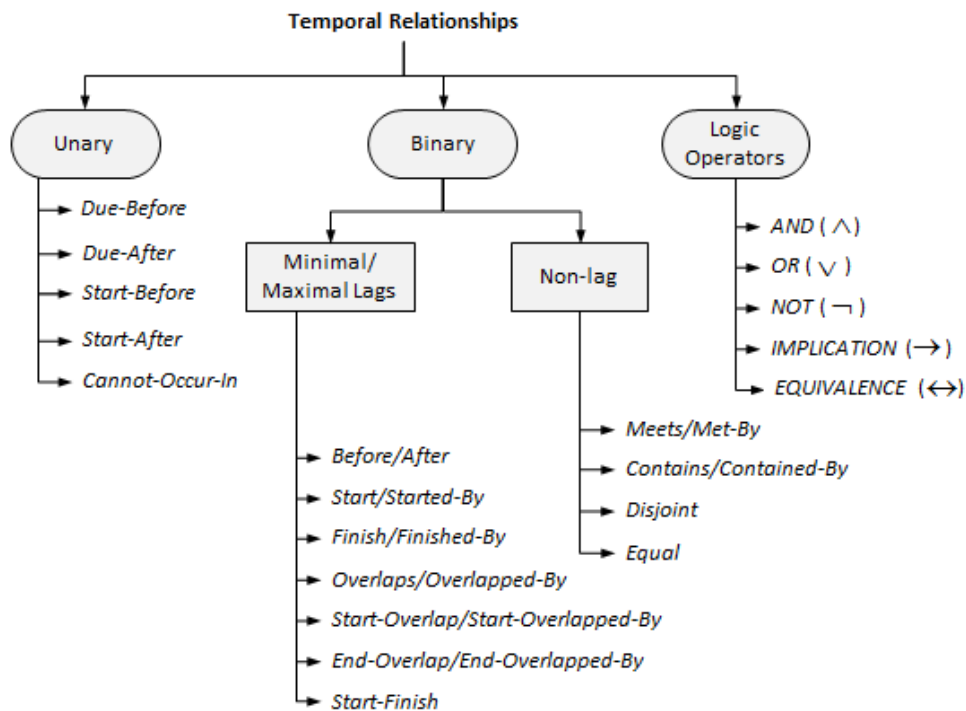 Temporal Relationships
Unary
Binary
Logic
Operators
Due-Before
Due-After
Start-Before
Start-After
Cannot-Occur-In
Minimal/
Maximal Lags
Non-lag
AND ( ∧ )
OR ( ∨ )
NOT ( ¬ )
IMPLICATION (→)
EQUIVALENCE (↔)
Before/After
Start/Started-By
Finish/Finished-By
Overlaps/Overlapped-By
Start-Overlap/Start-Overlapped-By
End-Overlap/End-Overlapped-By
Start-Finish
Meets/Met-By
Contains/Contained-By
Disjoint
Equal